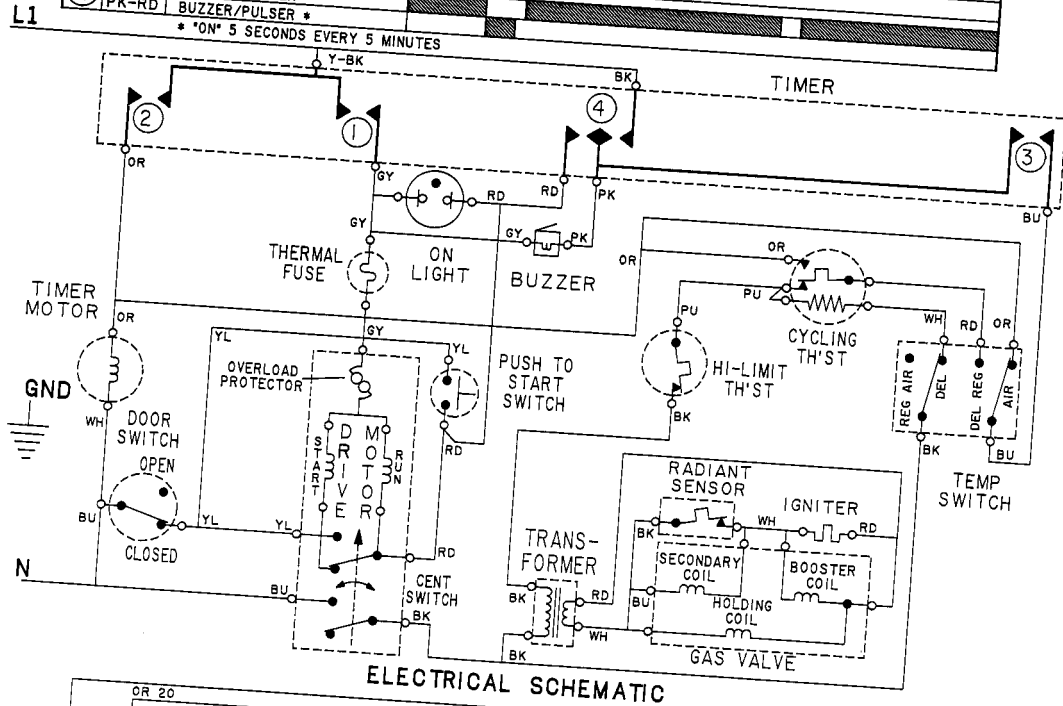 PK-RD BUZZER/PULSER *
L1
* "ON" 5 SECONDS EVERY 5 MINUTES
Y-BK
BK
TIMER
2
1
4
3
OR
GY
RD
RD
PK
BU
GY
GY
PK
OR
OR
THERMAL
FUSE
ON
LIGHT
BUZZER
TIMER
MOTOR
OR
GY
YL
YL
PU
PU
WH
RD
OR
CYCLING
TH'ST
OVERLOAD
PROTECTOR
PUSH TO
START
SWITCH
HI-LIMIT
TH'ST
REG AIR
DEL
DEL REG
AIR
GND
WH
DOOR
SWITCH
OPEN
START
DRIVE
MOTOR
RUN
RD
BK
BK
BU
TEMP
SWITCH
RADIANT
SENSOR
IGNITER
BU
YL
YL
CLOSED
BK
WH
RD
RD
TRANS-
FORMER
SECONDARY
COIL
BOOSTER
COIL
N
BU
CENT
SWITCH
BK
BK
RD
BU
HOLDING
COIL
WH
BK
GAS VALVE
ELECTRICAL SCHEMATIC
OR 20